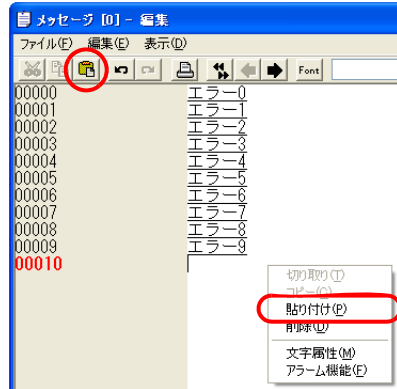 メッセージ [0] - 編集
ファイル(F) 編集(E) 表示(D)
Font
00000 エラー0
00001 エラー1
00002 エラー2
00003 エラー3
00004 エラー4
00005 エラー5
00006 エラー6
00007 エラー7
00008 エラー8
00009 エラー9
00010
切り取り(T)
コピー(C)
貼り付け(P)
削除(D)
文字属性(M)
アラーム機能(F)